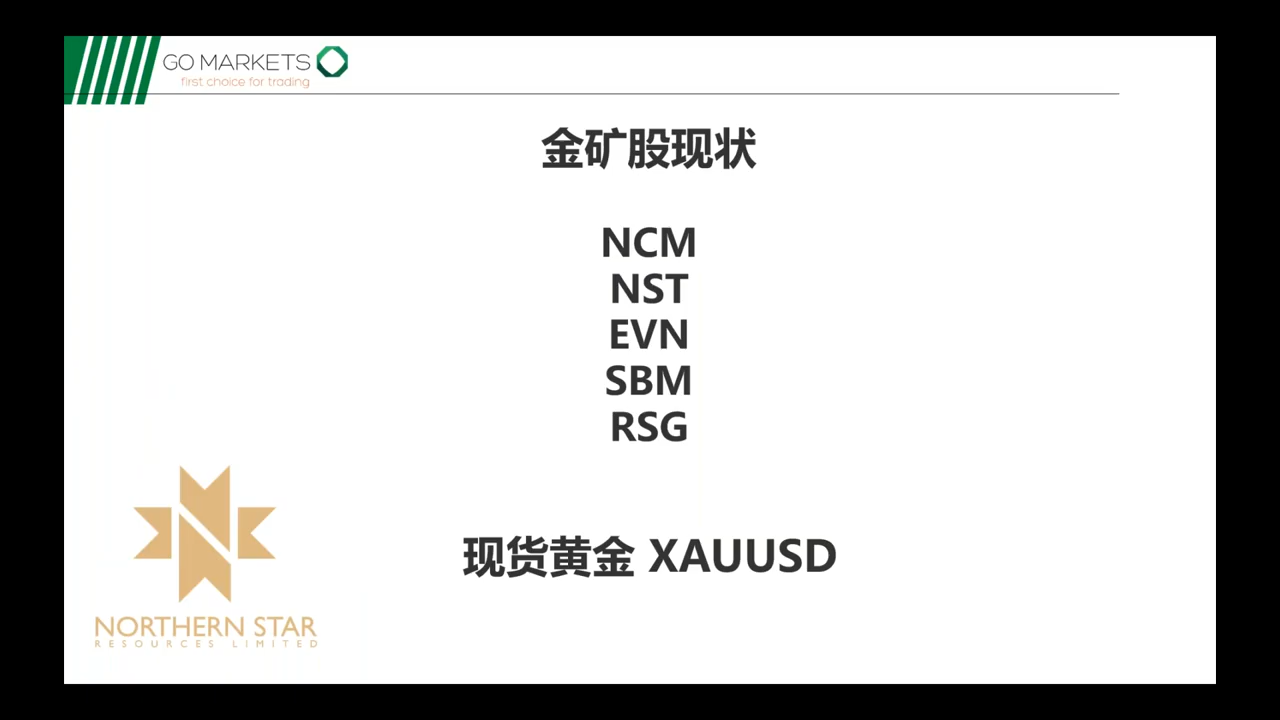 GO MARKETS
first choice for trading
金矿股现状
NCM
NST
EVN
SBM
RSG
现货黄金 XAUUSD
NORTHERN STAR
RESOURCES LIMITED